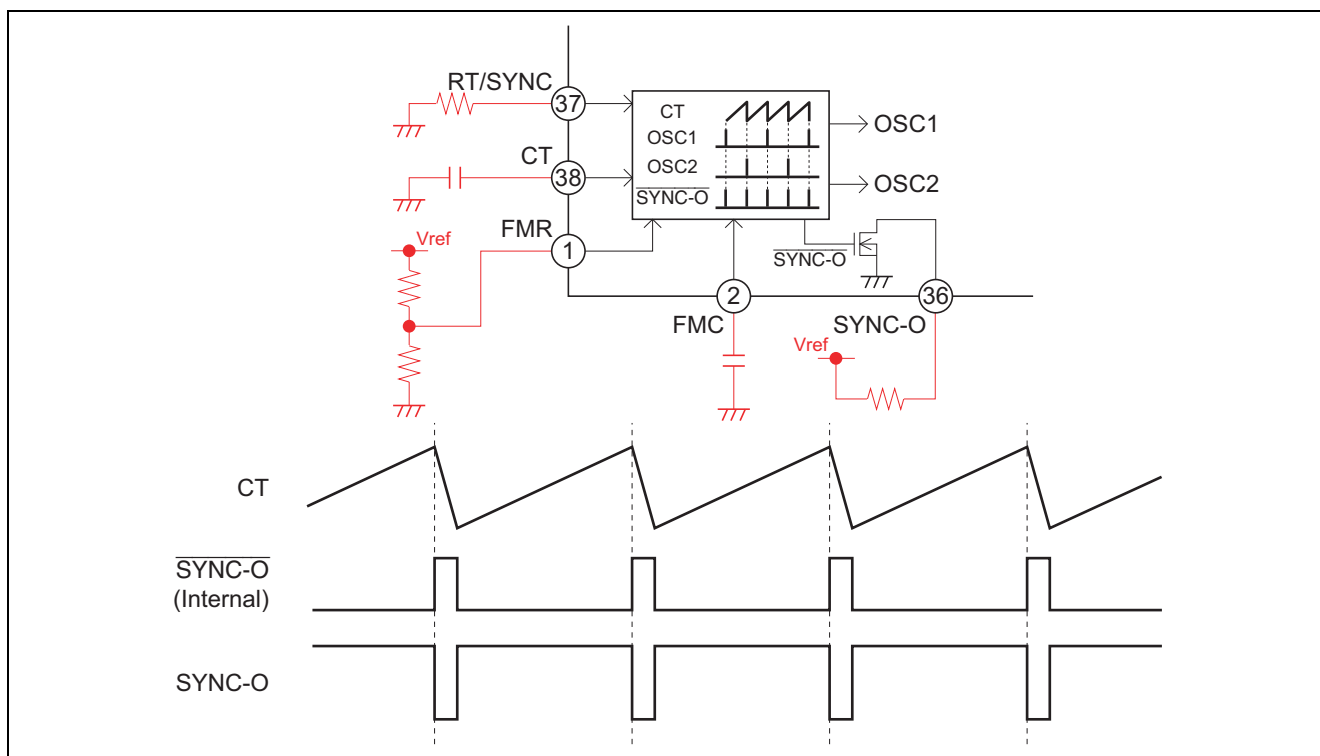 RT/SYNC
37
CT
OSC1
OSC2
SYNC-O
OSC1
OSC2
CT
38
FMR
1
Vref
SYNC-O
2
FMC
36
SYNC-O
Vref
CT
SYNC-O
(Internal)
SYNC-O